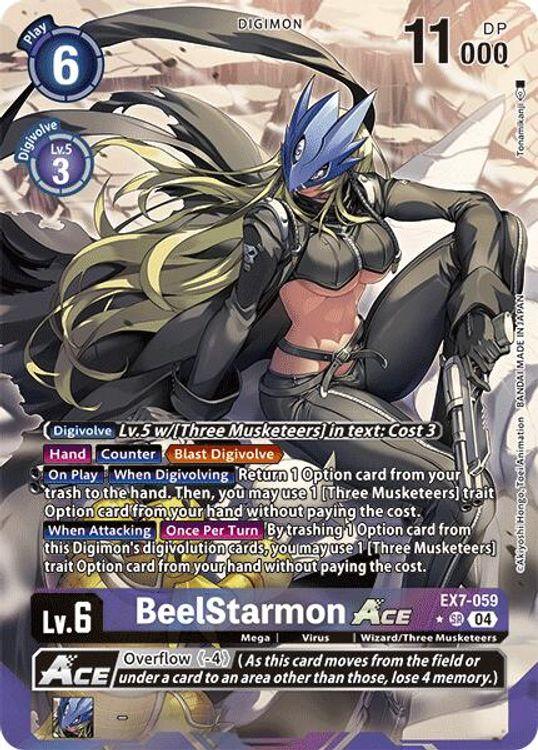 DIGIMON
Play
6
11000
DP
Digivolve
Lv.5
3
Tonamikanji
©Akiyoshi Hongo, Toei Animation BANDAI MADE IN JAPAN
Digivolve Lv.5 w/[Three Musketeers] in text: Cost 3
Hand Counter Blast Digivolve
On Play When Digivolving Return 1 Option card from your
trash to the hand. Then, you may use 1 [Three Musketeers] trait
Option card from your hand without paying the cost.
When Attacking Once Per Turn By trashing 1 Option card from
this Digimon's digivolution cards, you may use 1 [Three Musketeers]
trait Option card from your hand without paying the cost.
Lv.6
BeelStarmon ACE
EX7-059
SR 04
Mega Virus Wizard/Three Musketeers
ACE Overflow《-4》 (As this card moves from the field or
under a card to an area other than those, lose 4 memory.)
-